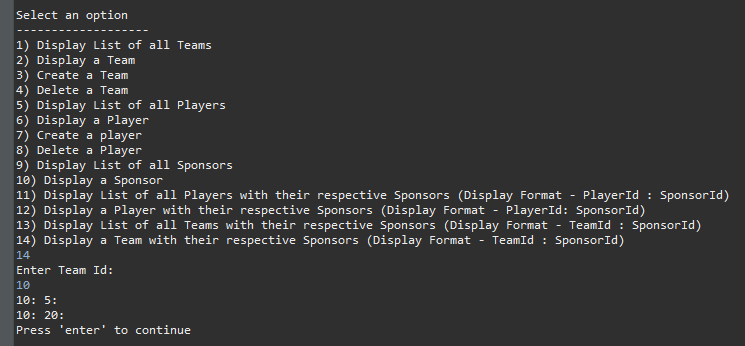 Select an option
-------------------
1) Display List of all Teams
2) Display a Team
3) Create a Team
4) Delete a Team
5) Display List of all Players
6) Display a Player
7) Create a player
8) Delete a Player
9) Display List of all Sponsors
10) Display a Sponsor
11) Display List of all Players with their respective Sponsors (Display Format - PlayerId : SponsorId)
12) Display a Player with their respective Sponsors (Display Format - PlayerId: SponsorId)
13) Display List of all Teams with their respective Sponsors (Display Format - TeamId : SponsorId)
14) Display a Team with their respective Sponsors (Display Format - TeamId : SponsorId)
14
Enter Team Id:
10
10: 5:
10: 20:
Press 'enter' to continue